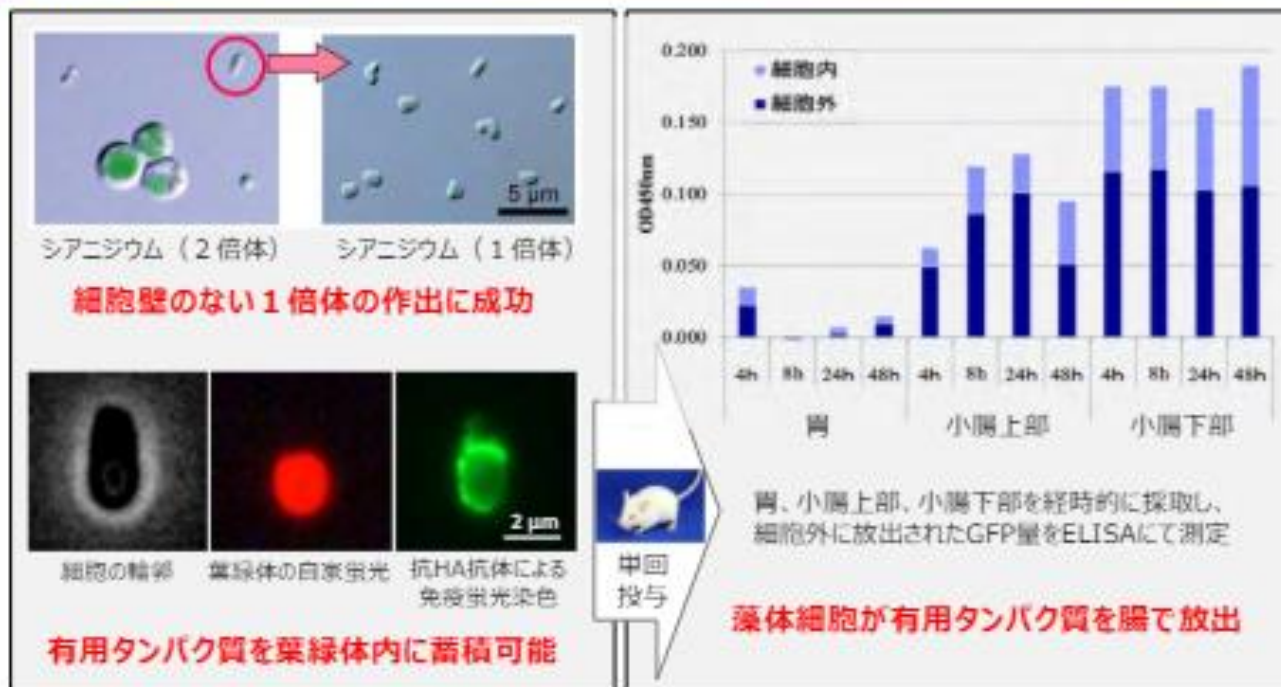 5 μm
シアニジウム（２倍体）
シアニジウム（１倍体）
細胞壁のない１倍体の作出に成功
2 μm
細胞の輪郭
葉緑体の自家蛍光
抗HA抗体による
免疫蛍光染色
有用タンパク質を葉緑体内に蓄積可能
単回
投与
細胞内
細胞外
OD450nm
0.200
0.150
0.100
0.050
0.000
4h 8h 24h 48h 4h 8h 24h 48h 4h 8h 24h 48h
胃 小腸上部 小腸下部
胃、小腸上部、小腸下部を経時的に採取し、
細胞外に放出されたGFP量をELISAにて測定
藻体細胞が有用タンパク質を腸で放出